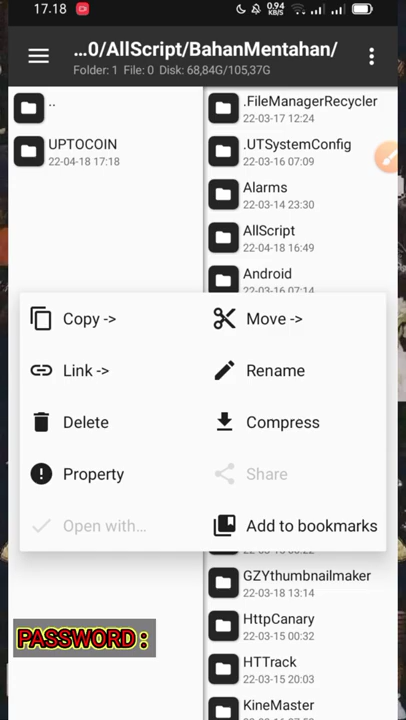 17.18
0.94
KB/S
...0/AllScript/BahanMentahan/
Folder: 1 File: 0 Disk: 68,84G/105,37G
..
UPTOCOIN
22-04-18 17:18
.FileManagerRecycler
22-03-17 12:24
.UTSystemConfig
22-03-16 07:09
Alarms
22-03-14 23:30
AllScript
22-04-18 16:49
Android
22-03-16 07:14
Copy ->
Move ->
Link ->
Rename
Delete
Compress
Property
Share
Open with...
Add to bookmarks
GZYthumbnailmaker
22-03-18 13:14
HttpCanary
22-03-15 00:32
HTTrack
22-03-15 20:03
KineMaster
PASSWORD :